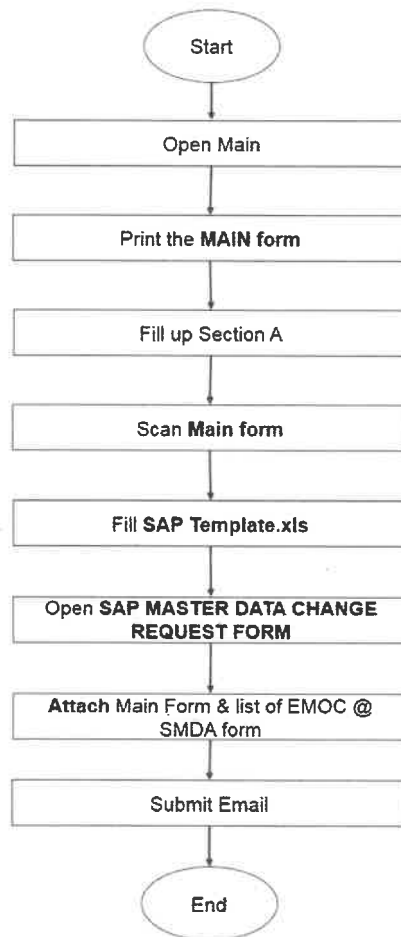 Start
Open Main
Print the MAIN form
Fill up Section A
Scan Main form
Fill SAP Template.xls
Open SAP MASTER DATA CHANGE
REQUEST FORM
Attach Main Form & list of EMOC @
SMDA form
Submit Email
End